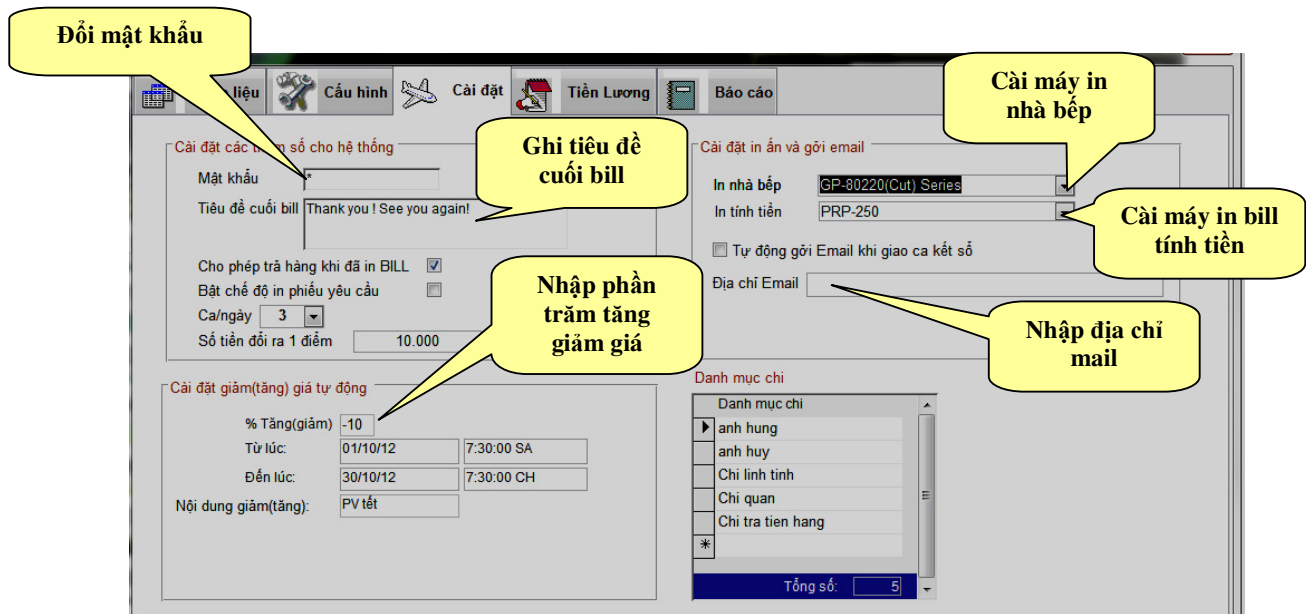 Đổi mật khẩu
Cài máy in
nhà bếp
liệu Cấu hình Cài đặt Tiền Lương Báo cáo
Cài đặt các số cho hệ thống
Mật khẩu *
Tiêu đề cuối bill Thank you ! See you again!
Ghi tiêu đề
cuối bill
Cho phép trả hàng khi đã in BILL
Bật chế độ in phiếu yêu cầu
Ca/ngày 3
Số tiền đổi ra 1 điểm 10.000
Nhập phần
trăm tăng
giảm giá
Cài đặt in ấn và gởi email
In nhà bếp GP-80220(Cut) Series
In tính tiền PRP-250
Cài máy in bill
tính tiền
Tự động gởi Email khi giao ca kết sổ
Địa chỉ Email
Nhập địa chỉ
mail
Cài đặt giảm(tăng) giá tự động
% Tăng(giảm) -10
Từ lúc: 01/10/12 7:30:00 SA
Đến lúc: 30/10/12 7:30:00 CH
Nội dung giảm(tăng): PV tết
Danh mục chi
Danh mục chi
anh hung
anh huy
Chi linh tinh
Chi quan
Chi tra tien hang
*
Tổng số: 5